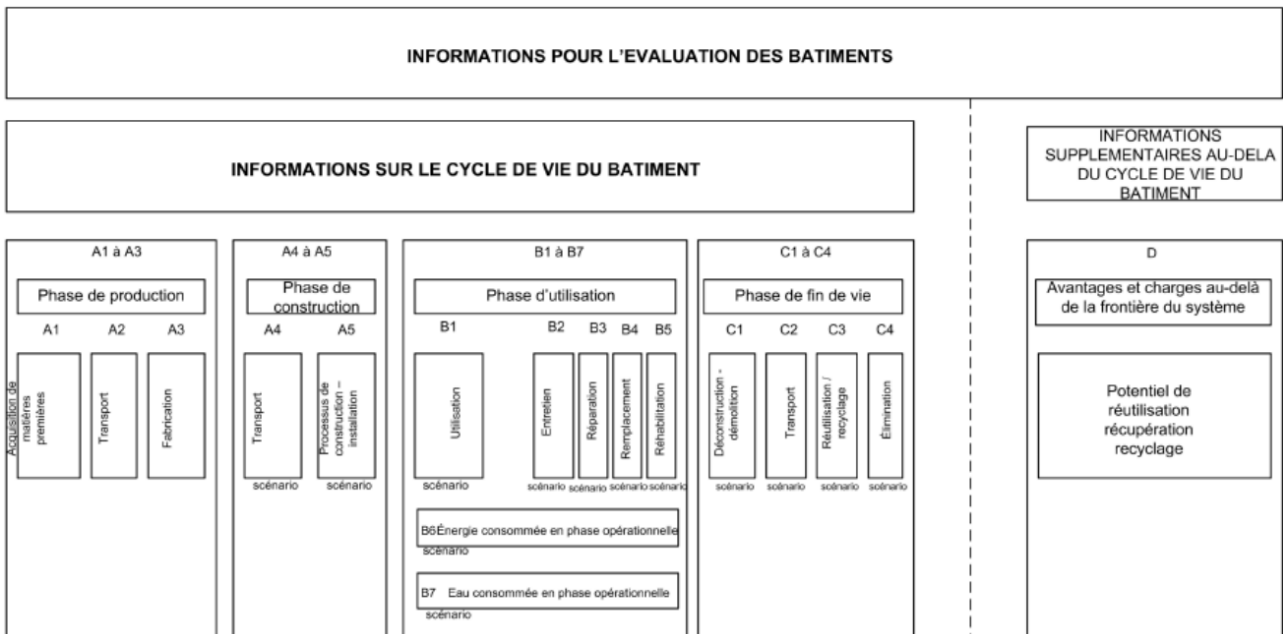 INFORMATIONS POUR L’EVALUATION DES BATIMENTS
INFORMATIONS SUR LE CYCLE DE VIE DU BATIMENT
INFORMATIONS
SUPPLEMENTAIRES AU-DELA
DU CYCLE DE VIE DU
BATIMENT
A1 à A3
Phase de production
A1 A2 A3
Acquisition de
matières
premières
Transport
Fabrication
A4 à A5
Phase de
construction
A4 A5
Transport
Processus de
construction –
installation
scénario scénario
B1 à B7
Phase d’utilisation
B1 B2 B3 B4 B5
Utilisation
Entretien
Réparation
Remplacement
Réhabilitation
scénario scénario scénario scénario scénario
B6Énergie consommée en phase opérationnelle
scénario
B7 Eau consommée en phase opérationnelle
scénario
C1 à C4
Phase de fin de vie
C1 C2 C3 C4
Déconstruction -
démolition
Transport
Réutilisation /
recyclage
Élimination
scénario scénario scénario scénario
D
Avantages et charges au-delà
de la frontière du système
Potentiel de
réutilisation
récupération
recyclage